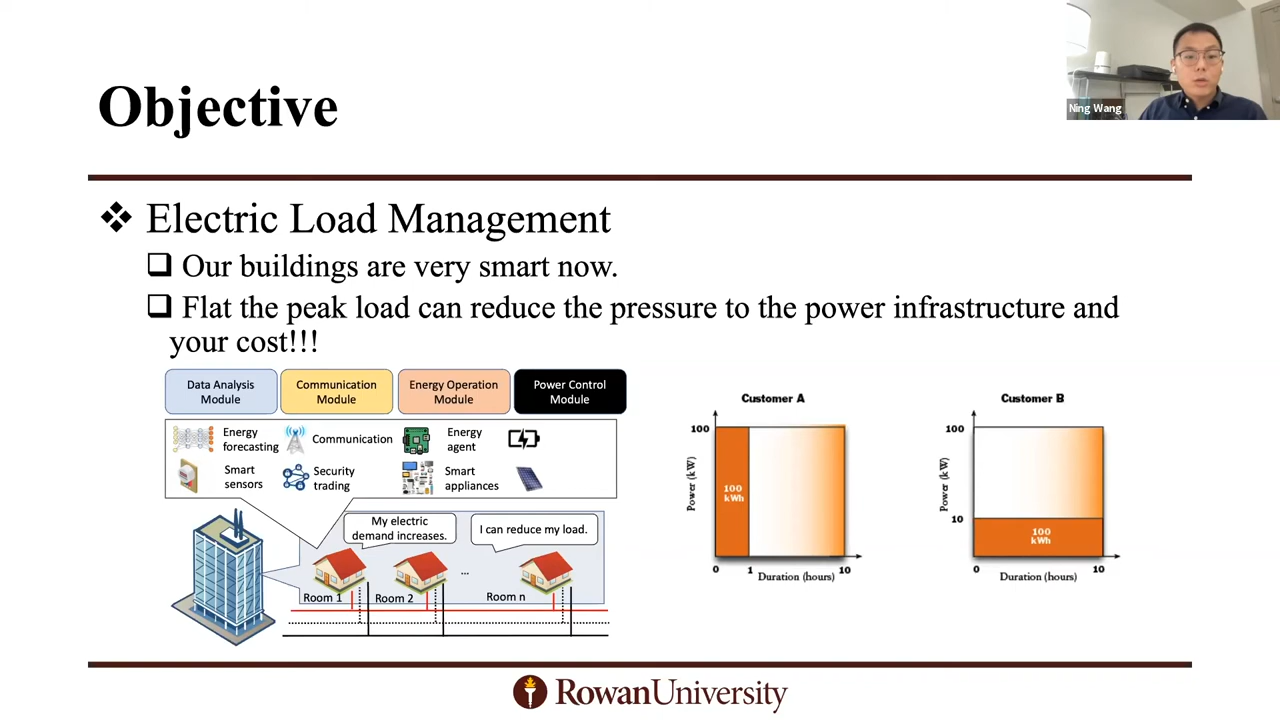 Ning Wang
Objective
Electric Load Management
Our buildings are very smart now.
Flat the peak load can reduce the pressure to the power infrastructure and
your cost!!!
Data Analysis
Module
Communication
Module
Energy Operation
Module
Power Control
Module
Energy
forecasting
Communication
Energy
agent
Smart
sensors
Security
trading
Smart
appliances
My electric
demand increases.
I can reduce my load.
...
Room 1
Room 2
Room n
Customer A
100
Power (kW)
100
kWh
0
1
10
Duration (hours)
Customer B
100
Power (kW)
10
100
kWh
0
10
Duration (hours)
RowanUniversity